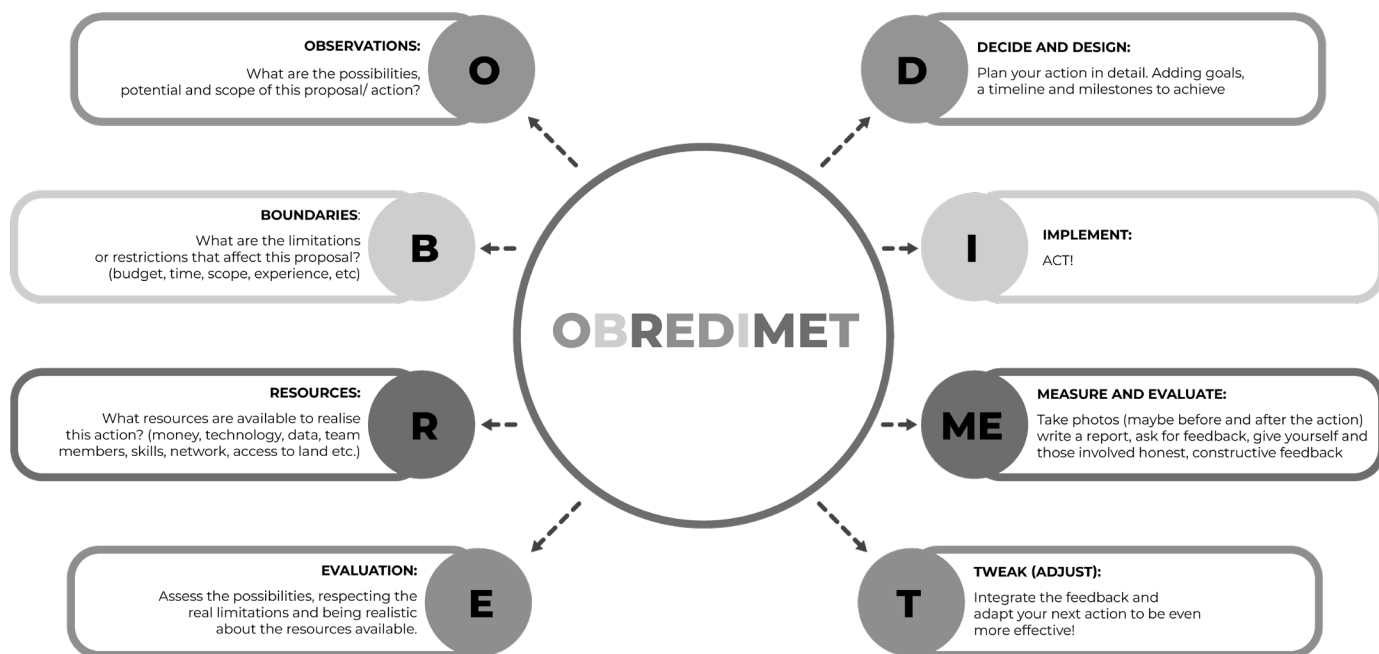 O
OBSERVATIONS:
What are the possibilities,
potential and scope of this proposal/ action?
B
BOUNDARIES:
What are the limitations
or restrictions that affect this proposal?
(budget, time, scope, experience, etc)
R
RESOURCES:
What resources are available to realise
this action? (money, technology, data, team
members, skills, network, access to land etc.)
E
EVALUATION:
Assess the possibilities, respecting the
real limitations and being realistic
about the resources available.
OBREDIMET
D
DECIDE AND DESIGN:
Plan your action in detail. Adding goals,
a timeline and milestones to achieve
I
IMPLEMENT:
ACT!
ME
MEASURE AND EVALUATE:
Take photos (maybe before and after the action)
write a report, ask for feedback, give yourself and
those involved honest, constructive feedback
T
TWEAK (ADJUST):
Integrate the feedback and
adapt your next action to be even
more effective!